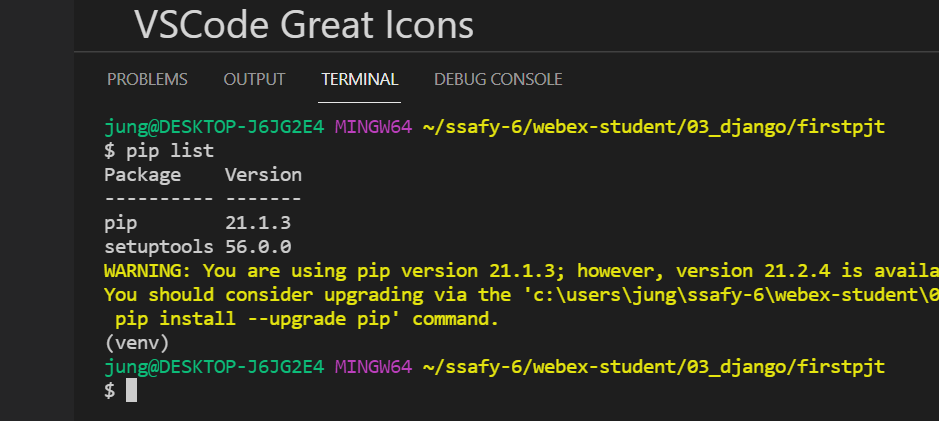 VSCode Great Icons
PROBLEMS OUTPUT TERMINAL DEBUG CONSOLE
jung@DESKTOP-J6JG2E4 MINGW64 ~/ssafy-6/webex-student/03_django/firstpjt
$ pip list
Package    Version
---------- -------
pip        21.1.3
setuptools 56.0.0
WARNING: You are using pip version 21.1.3; however, version 21.2.4 is availa
You should consider upgrading via the 'c:\users\jung\ssafy-6\webex-student\0
 pip install --upgrade pip' command.
(venv)
jung@DESKTOP-J6JG2E4 MINGW64 ~/ssafy-6/webex-student/03_django/firstpjt
$